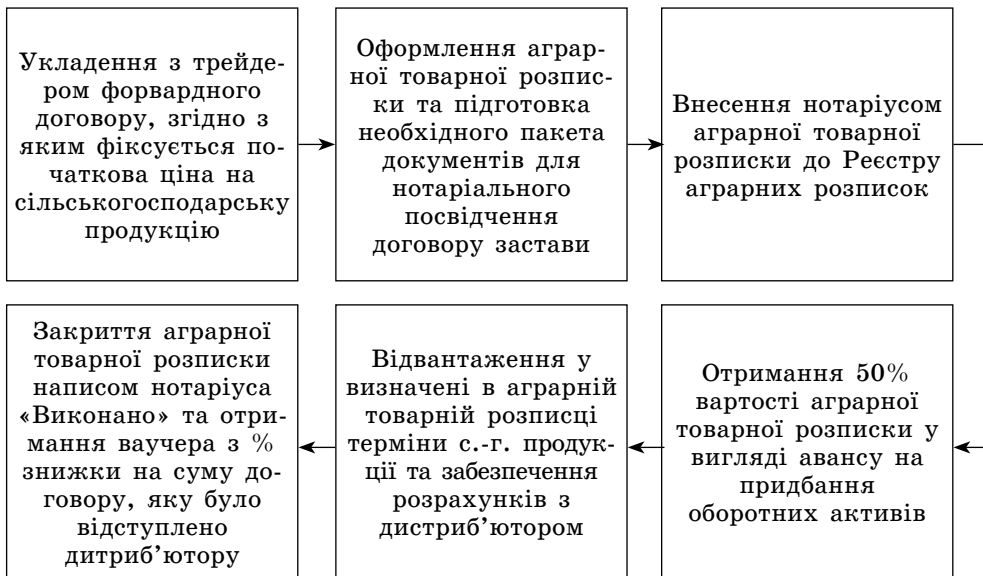 Укладення з трейде-
ром форвардного
договору, згідно з
яким фіксується по-
чаткова ціна на
сільськогосподарську
продукцію
Оформлення аграр-
ної товарної розпис-
ки та підготовка
необхідного пакета
документів для
нотаріального
посвідчення
договору застави
Внесення нотаріусом
аграрної товарної
розписки до Реєстру
аграрних розписок
Отримання 50%
вартості аграрної
товарної розписки у
вигляді авансу на
придбання
оборотних активів
Відвантаження у
визначені в аграрній
товарній розписці
терміни с.-г. продук-
ції та забезпечення
розрахунків з
дистриб’ютором
Закриття аграрної
товарної розписки
написом нотаріуса
«Виконано» та отри-
мання ваучера з %
знижки на суму до-
говору, яку було
відступлено
дитриб’ютору